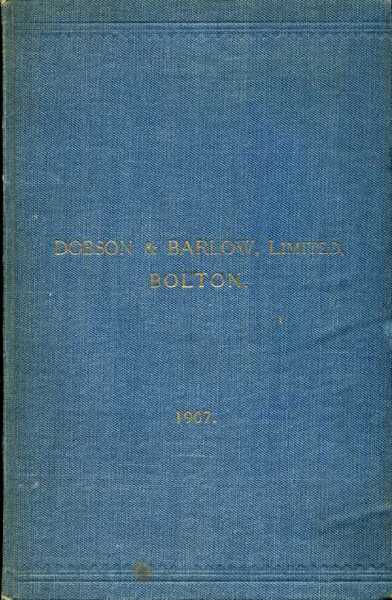 DOBSON & BARLOW, LIMITED,
BOLTON.
1907.